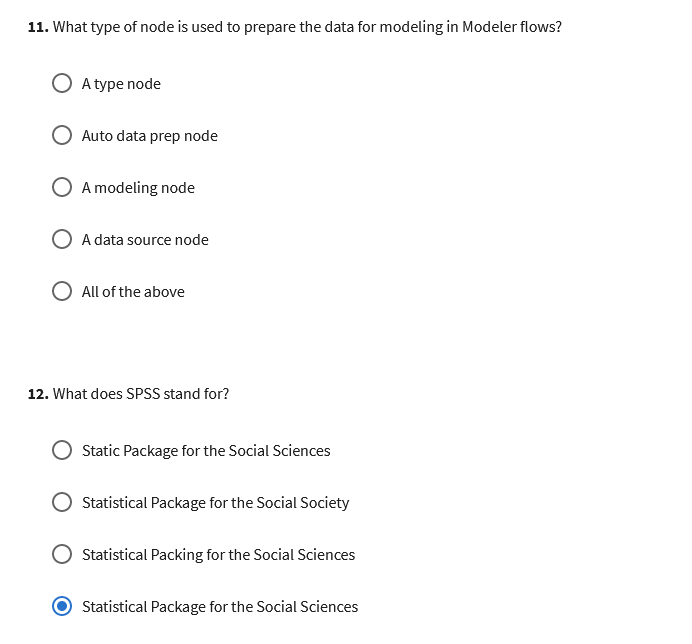 11. What type of node is used to prepare the data for modeling in Modeler flows?
A type node
Auto data prep node
A modeling node
A data source node
All of the above
12. What does SPSS stand for?
Static Package for the Social Sciences
Statistical Package for the Social Society
Statistical Packing for the Social Sciences
Statistical Package for the Social Sciences